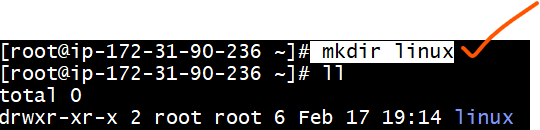 [root@ip-172-31-90-236 ~]# mkdir linux
[root@ip-172-31-90-236 ~]# ll
total 0
drwxr-xr-x 2 root root 6 Feb 17 19:14 linux